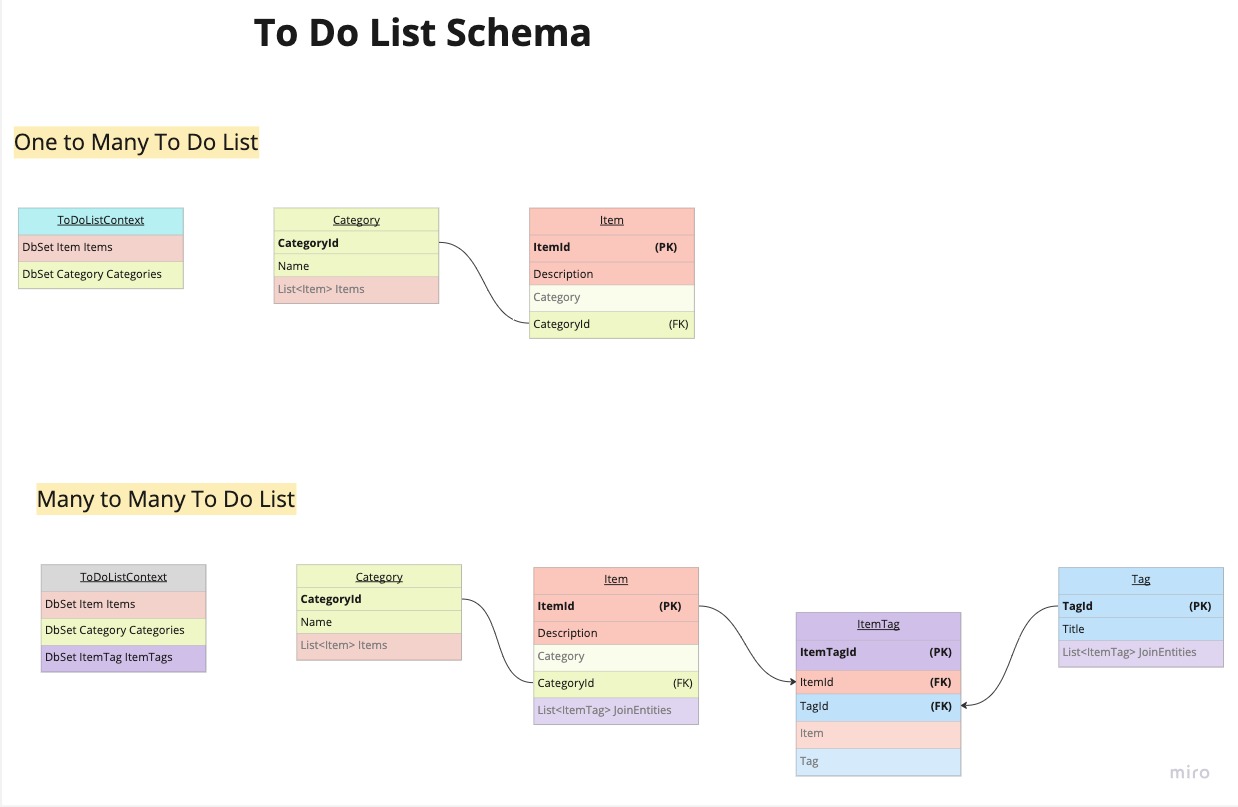 To Do List Schema
One to Many To Do List
ToDoListContext
DbSet Item Items
DbSet Category Categories
Category
CategoryId
Name
List<Item> Items
Item
ItemId (PK)
Description
Category
CategoryId (FK)
Many to Many To Do List
ToDoListContext
DbSet Item Items
DbSet Category Categories
DbSet ItemTag ItemTags
Category
CategoryId
Name
List<Item> Items
Item
ItemId (PK)
Description
Category
CategoryId (FK)
List<ItemTag> JoinEntities
ItemTag
ItemTagId (PK)
ItemId (FK)
TagId (FK)
Item
Tag
Tag
TagId (PK)
Title
List<ItemTag> JoinEntities
miro